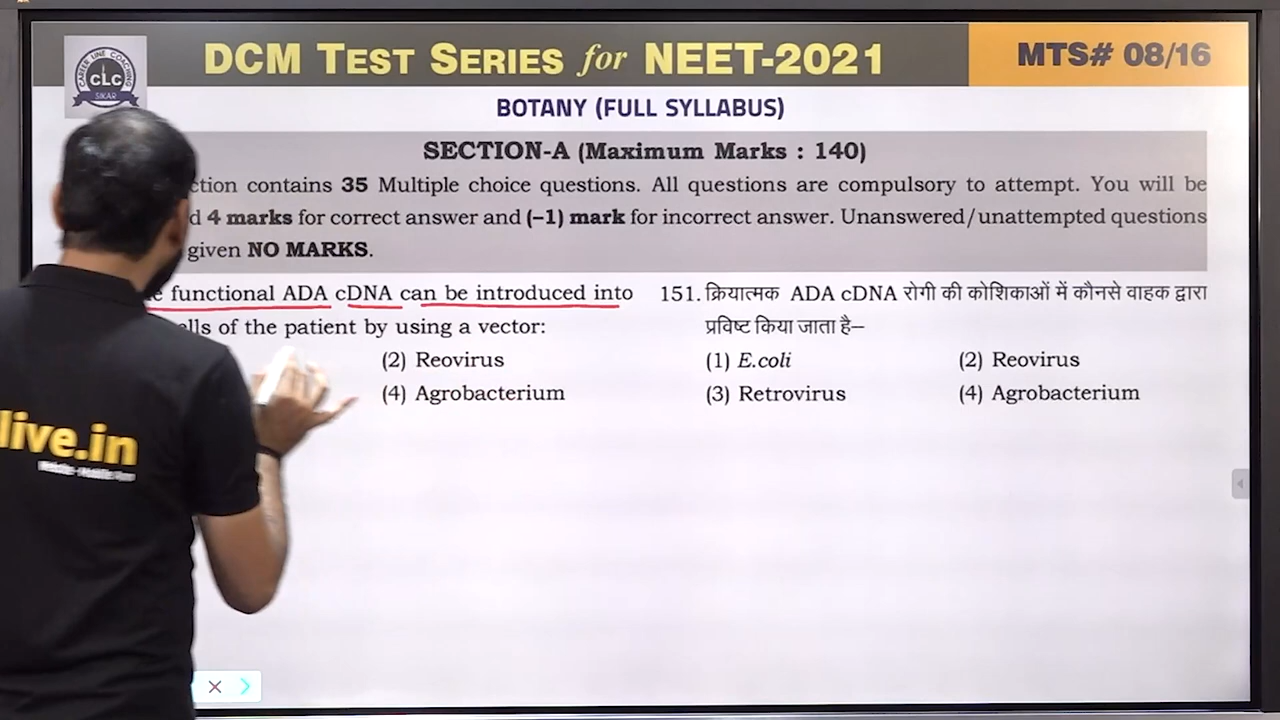 DCM TEST SERIES for NEET-2021
MTS# 08/16
CAREER LINE COACHING
CLC
SIKAR
BOTANY (FULL SYLLABUS)
SECTION-A (Maximum Marks : 140)
contains 35 Multiple choice questions. All questions are compulsory to attempt. You will be
4 marks for correct answer and (–1) mark for incorrect answer. Unanswered/unattempted questions
given NO MARKS.
functional ADA cDNA can be introduced into
of the patient by using a vector:
(2) Reovirus
(4) Agrobacterium
151. क्रियात्मक ADA cDNA रोगी की कोशिकाओं में कौनसे वाहक द्वारा
प्रविष्ट किया जाता है–
(1) E.coli (2) Reovirus
(3) Retrovirus (4) Agrobacterium
live.in